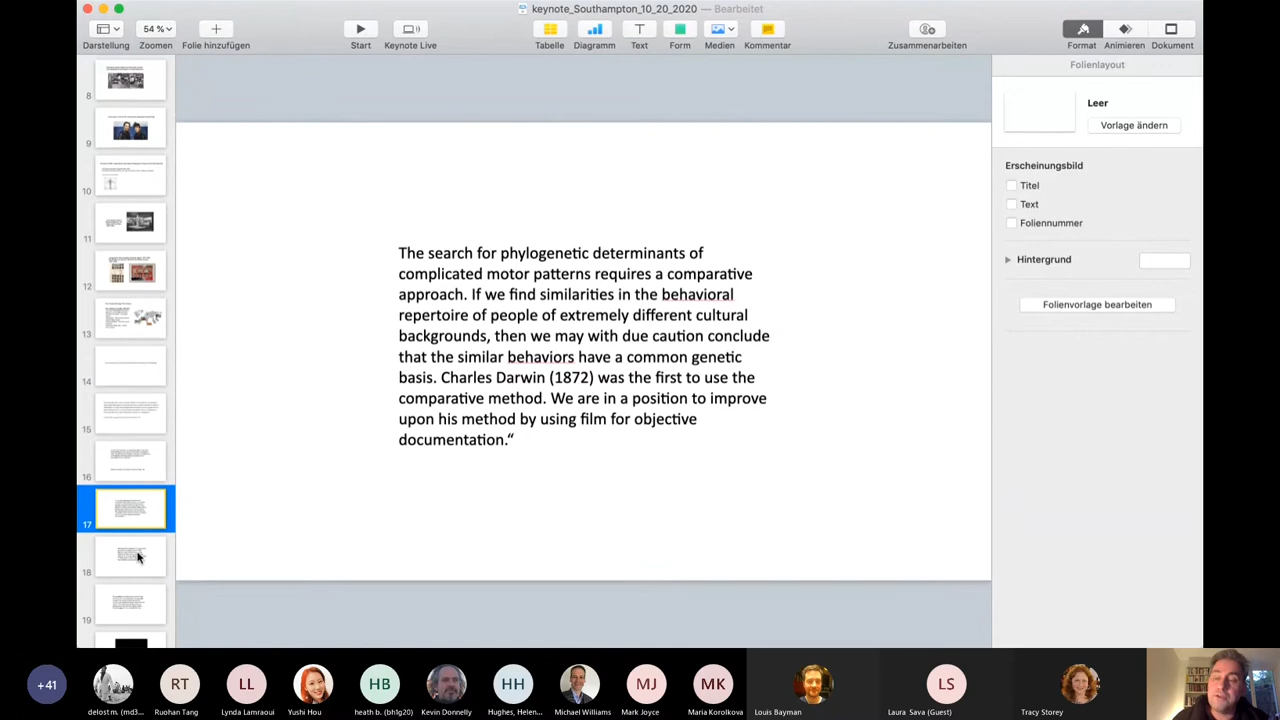 keynote_Southampton_10_20_2020 — Bearbeitet
54 %
Darstellung Zoomen Folie hinzufügen Start Keynote Live Tabelle Diagramm Text Form Medien Kommentar Zusammenarbeiten Format Animieren Dokument
Folienlayout
Leer
Vorlage ändern
Erscheinungsbild
Titel
Text
Foliennummer
Hintergrund
Folienvorlage bearbeiten
8
9
10
11
12
13
14
15
16
17
18
19
The search for phylogenetic determinants of
complicated motor patterns requires a comparative
approach. If we find similarities in the behavioral
repertoire of people of extremely different cultural
backgrounds, then we may with due caution conclude
that the similar behaviors have a common genetic
basis. Charles Darwin (1872) was the first to use the
comparative method. We are in a position to improve
upon his method by using film for objective
documentation.“
+41 RT LL HB HH MJ MK LS
delost m. (md3... Ruohan Tang Lynda Lamraoui Yushi Hou heath b. (bh1g20) Kevin Donnelly Hughes, Helen... Michael Williams Mark Joyce Maria Korolkova Louis Bayman Laura Sava (Guest) Tracy Storey